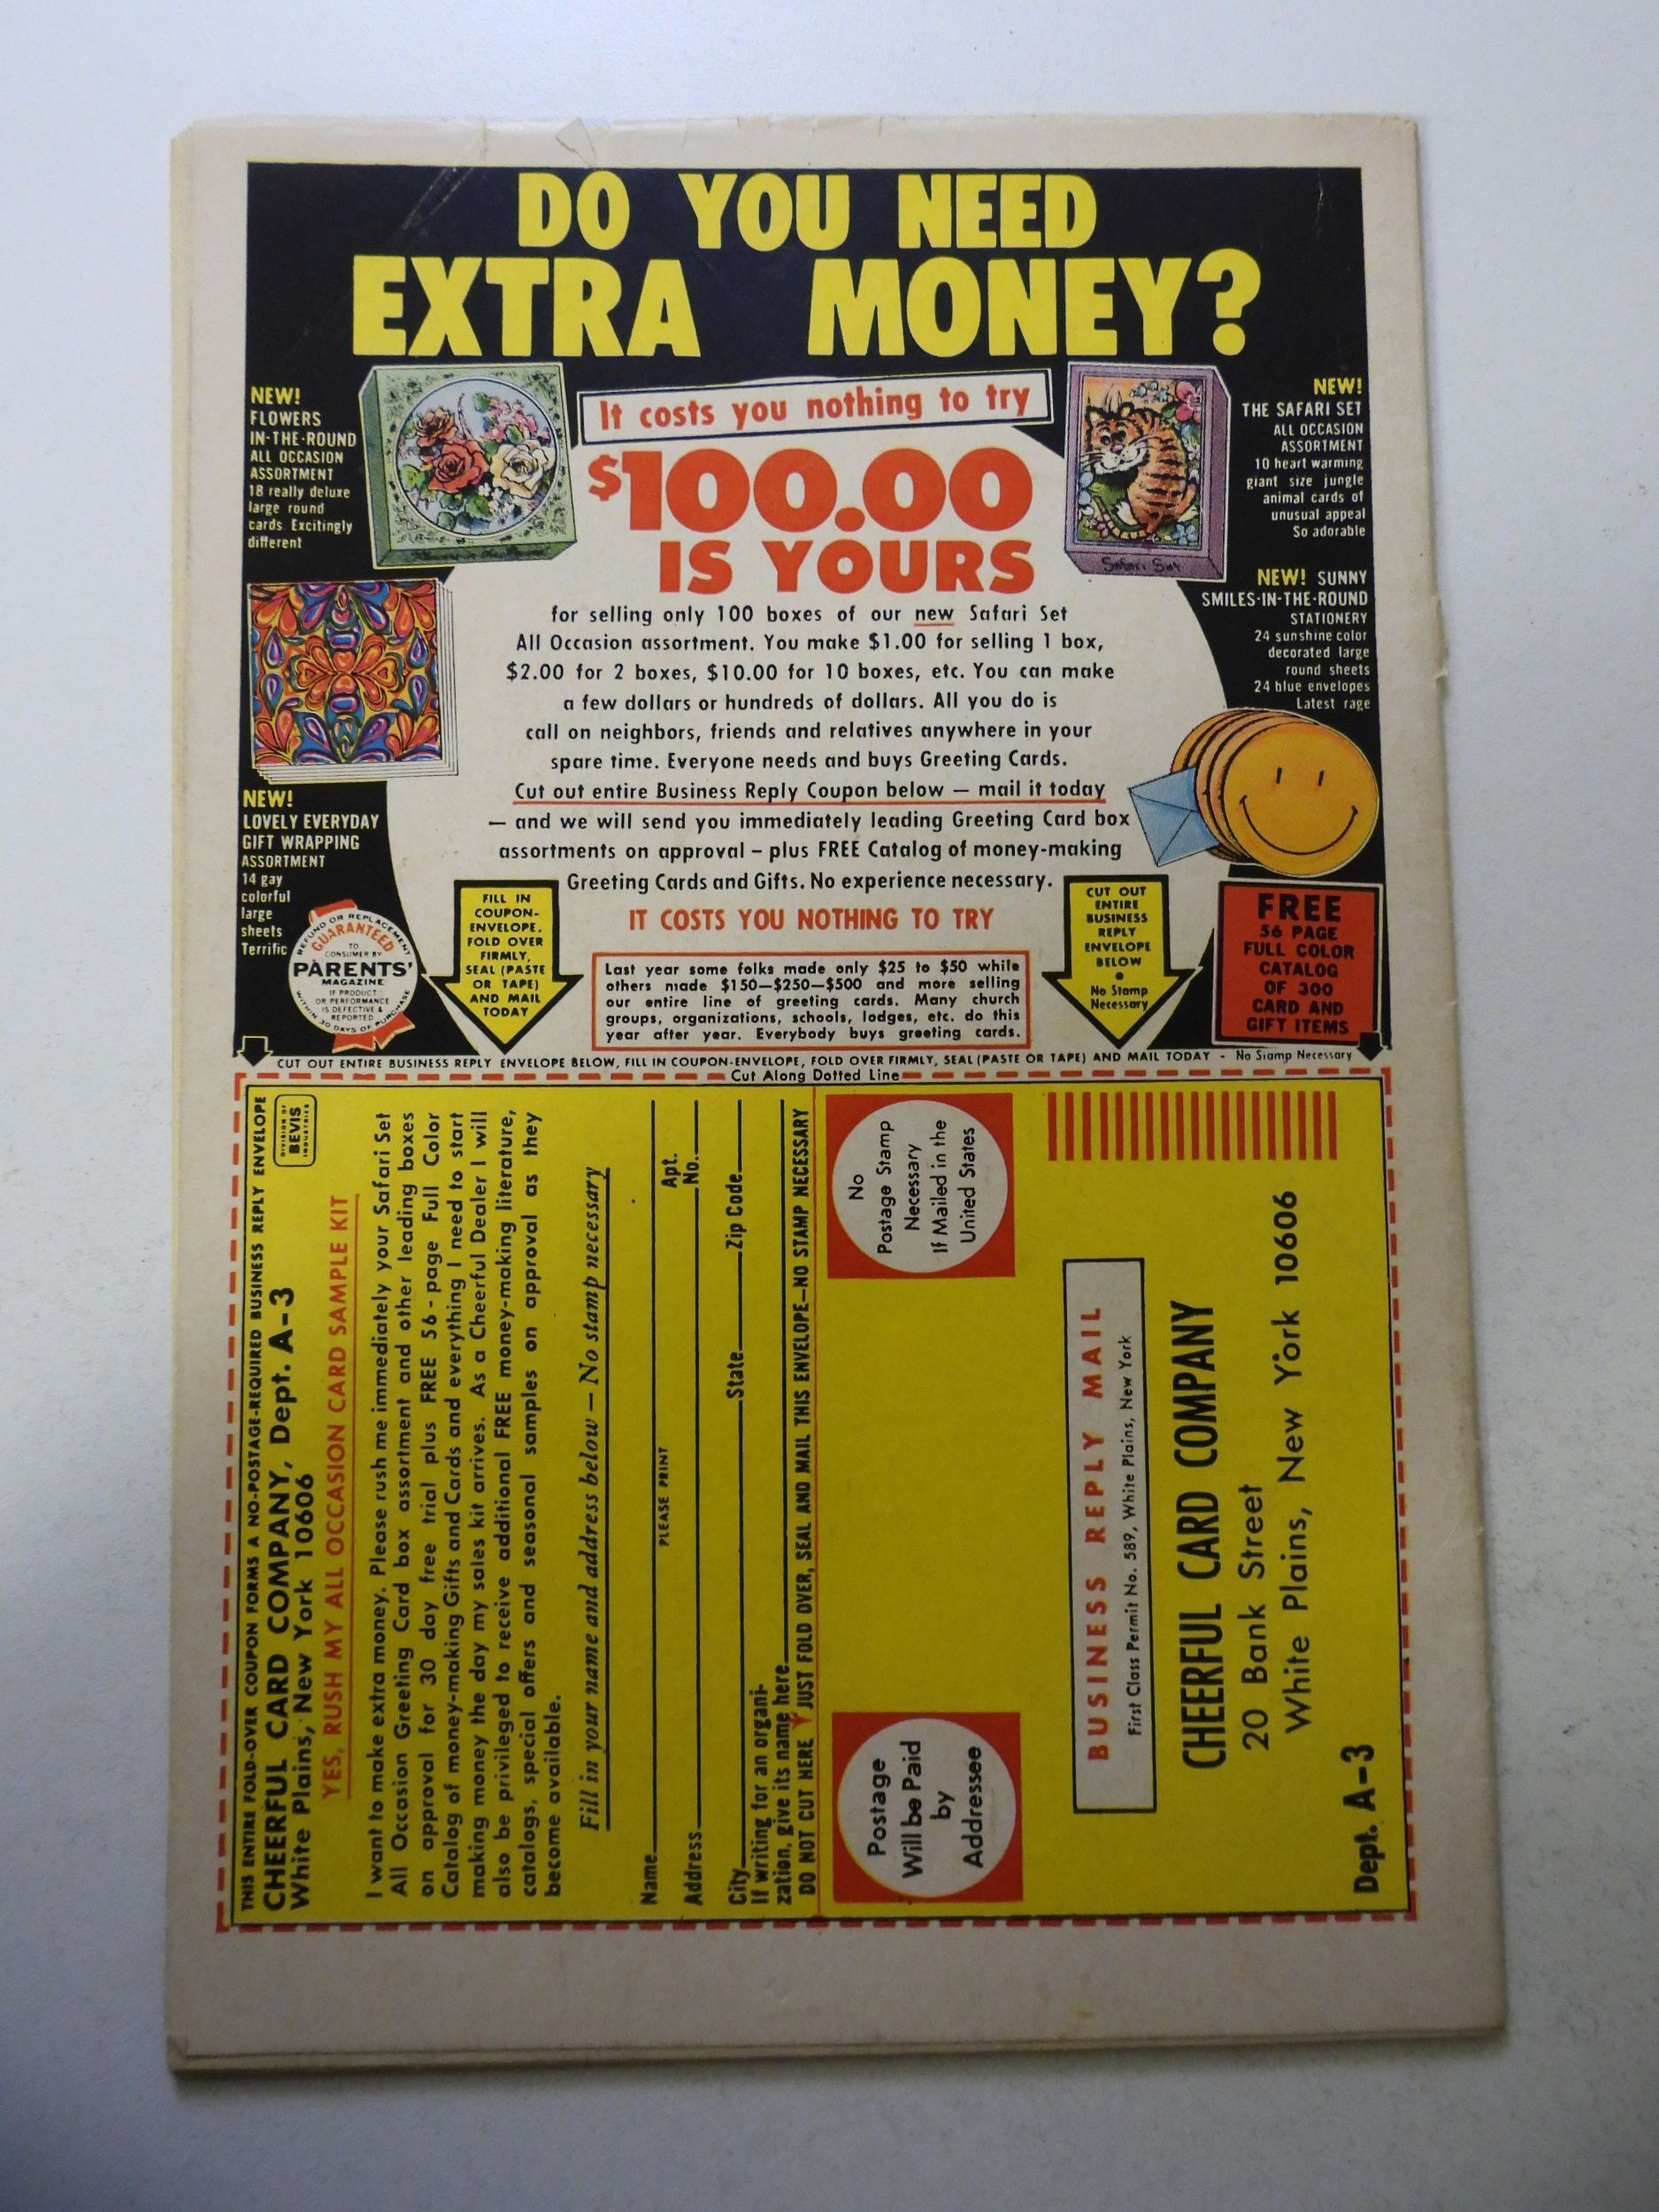 DO YOU NEED
EXTRA MONEY?
It costs you nothing to try
$100.00
IS YOURS
NEW!
FLOWERS
IN-THE-ROUND
ALL OCCASION
ASSORTMENT
18 really deluxe
large round
cards Excitingly
different
NEW!
THE SAFARI SET
ALL OCCASION
ASSORTMENT
10 heart warming
giant size jungle
animal cards of
unusual appeal
So adorable
Safari Set
NEW! SUNNY
SMILES-IN-THE-ROUND
STATIONERY
24 sunshine color
decorated large
round sheets
24 blue envelopes
Latest rage
for selling only 100 boxes of our new Safari Set
All Occasion assortment. You make $1.00 for selling 1 box,
$2.00 for 2 boxes, $10.00 for 10 boxes, etc. You can make
a few dollars or hundreds of dollars. All you do is
call on neighbors, friends and relatives anywhere in your
spare time. Everyone needs and buys Greeting Cards.
Cut out entire Business Reply Coupon below — mail it today
— and we will send you immediately leading Greeting Card box
assortments on approval – plus FREE Catalog of money-making
Greeting Cards and Gifts. No experience necessary.
IT COSTS YOU NOTHING TO TRY
NEW!
LOVELY EVERYDAY
GIFT WRAPPING
ASSORTMENT
14 gay
colorful
large
sheets
Terrific
REFUND OR REPLACEMENT
GUARANTEED
TO
CONSUMER BY
PARENTS'
MAGAZINE
IF PRODUCT
OR PERFORMANCE
IS DEFECTIVE &
REPORTED
WITHIN 30 DAYS OF PURCHASE
FILL IN
COUPON-
ENVELOPE,
FOLD OVER
FIRMLY,
SEAL (PASTE
OR TAPE)
AND MAIL
TODAY
Last year some folks made only $25 to $50 while
others made $150—$250—$500 and more selling
our entire line of greeting cards. Many church
groups, organizations, schools, lodges, etc. do this
year after year. Everybody buys greeting cards.
CUT OUT
ENTIRE
BUSINESS
REPLY
ENVELOPE
BELOW
•
No Stamp
Necessary
FREE
56 PAGE
FULL COLOR
CATALOG
OF 300
CARD AND
GIFT ITEMS
CUT OUT ENTIRE BUSINESS REPLY ENVELOPE BELOW, FILL IN COUPON-ENVELOPE, FOLD OVER FIRMLY, SEAL (PASTE OR TAPE) AND MAIL TODAY - No Stamp Necessary
Cut Along Dotted Line
THIS ENTIRE FOLD-OVER COUPON FORMS A NO-POSTAGE-REQUIRED BUSINESS REPLY ENVELOPE
CHEERFUL CARD COMPANY, Dept. A-3
White Plains, New York 10606
DIVISION OF
BEVIS
INDUSTRIES
YES, RUSH MY ALL OCCASION CARD SAMPLE KIT
I want to make extra money. Please rush me immediately your Safari Set
All Occasion Greeting Card box assortment and other leading boxes
on approval for 30 day free trial plus FREE 56-page Full Color
Catalog of money-making Gifts and Cards and everything I need to start
making money the day my sales kit arrives. As a Cheerful Dealer I will
also be privileged to receive additional FREE money-making literature,
catalogs, special offers and seasonal samples on approval as they
become available.
Fill in your name and address below — No stamp necessary
Name
PLEASE PRINT
Apt.
Address No.
City State Zip Code
If writing for an organi-
zation, give its name here
DO NOT CUT HERE JUST FOLD OVER, SEAL AND MAIL THIS ENVELOPE—NO STAMP NECESSARY
Postage
Will be Paid
by
Addressee
No
Postage Stamp
Necessary
If Mailed in the
United States
BUSINESS REPLY MAIL
First Class Permit No. 589, White Plains, New York
CHEERFUL CARD COMPANY
20 Bank Street
White Plains, New York 10606
Dept. A-3